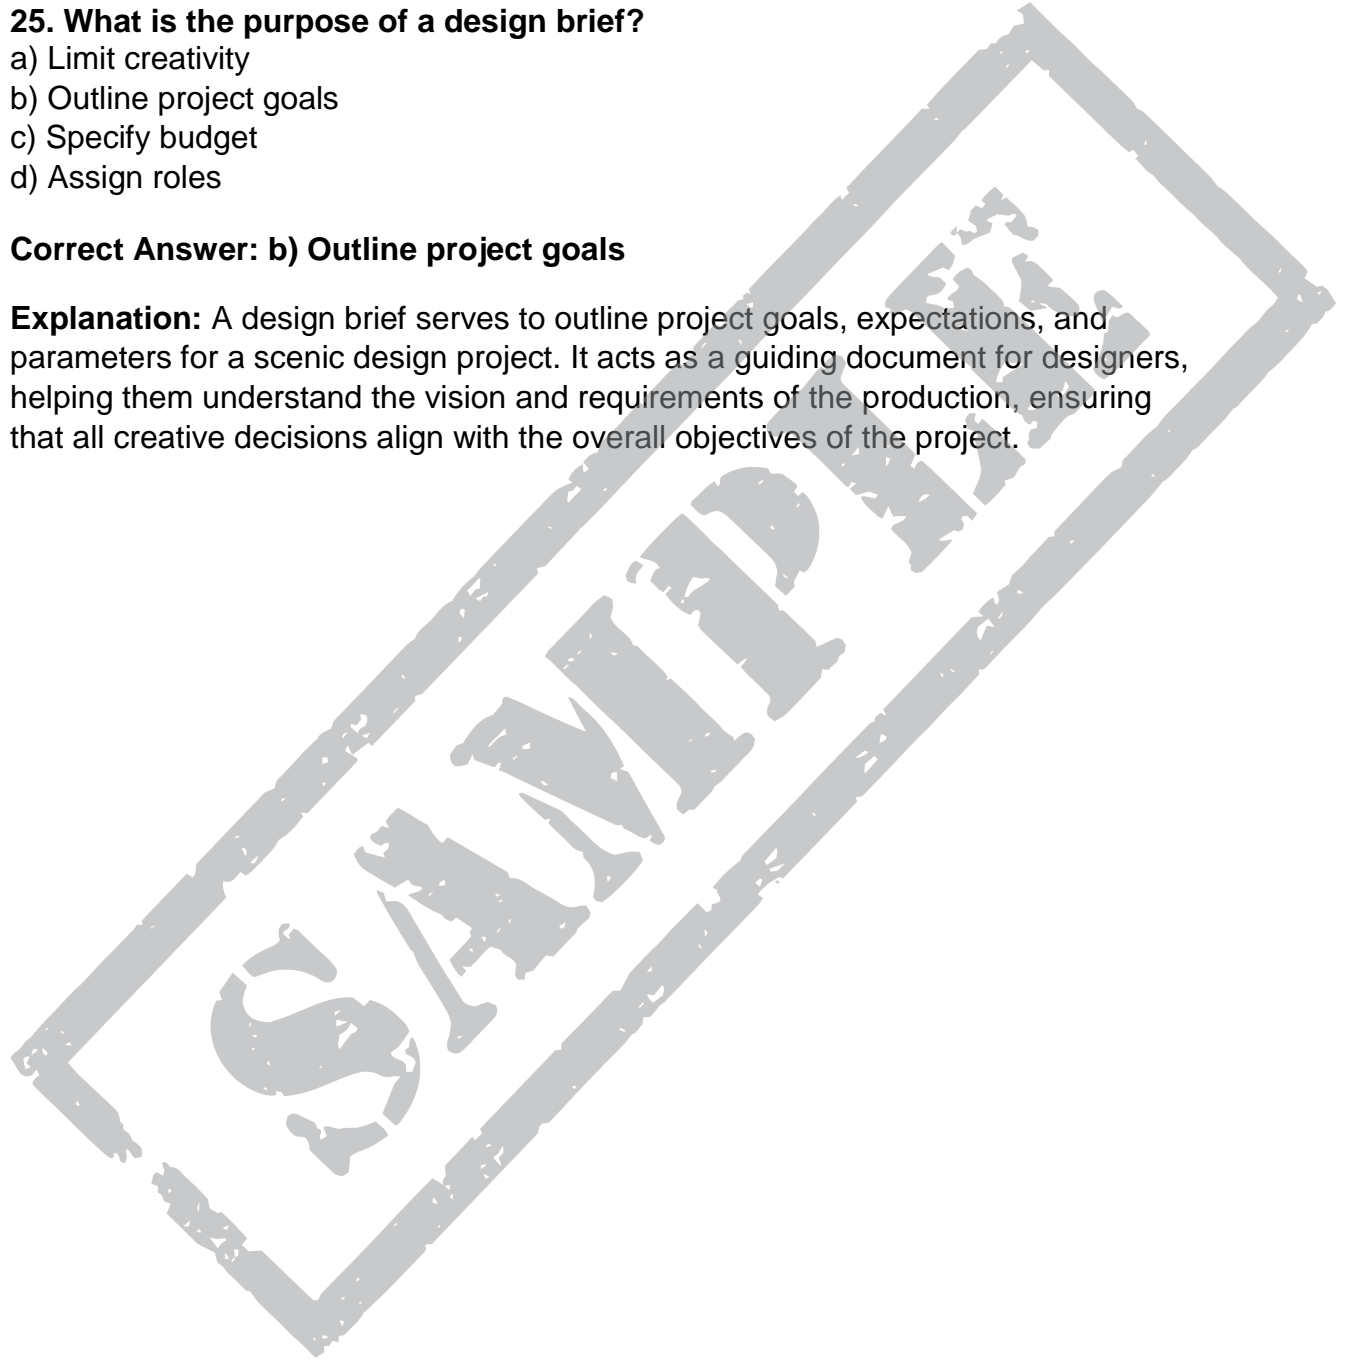 25. What is the purpose of a design brief?
a) Limit creativity
b) Outline project goals
c) Specify budget
d) Assign roles
Correct Answer: b) Outline project goals
Explanation: A design brief serves to outline project goals, expectations, and
parameters for a scenic design project. It acts as a guiding document for designers,
helping them understand the vision and requirements of the production, ensuring
that all creative decisions align with the overall objectives of the project.
SAMPLE